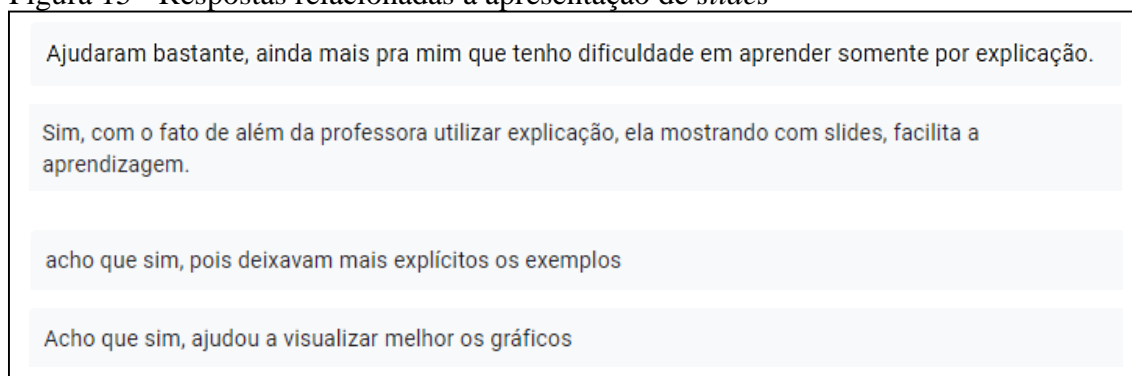 Figura 15 - Respostas relacionadas à apresentação de slides
Ajudaram bastante, ainda mais pra mim que tenho dificuldade em aprender somente por explicação.
Sim, com o fato de além da professora utilizar explicação, ela mostrando com slides, facilita a
aprendizagem.
acho que sim, pois deixavam mais explícitos os exemplos
Acho que sim, ajudou a visualizar melhor os gráficos